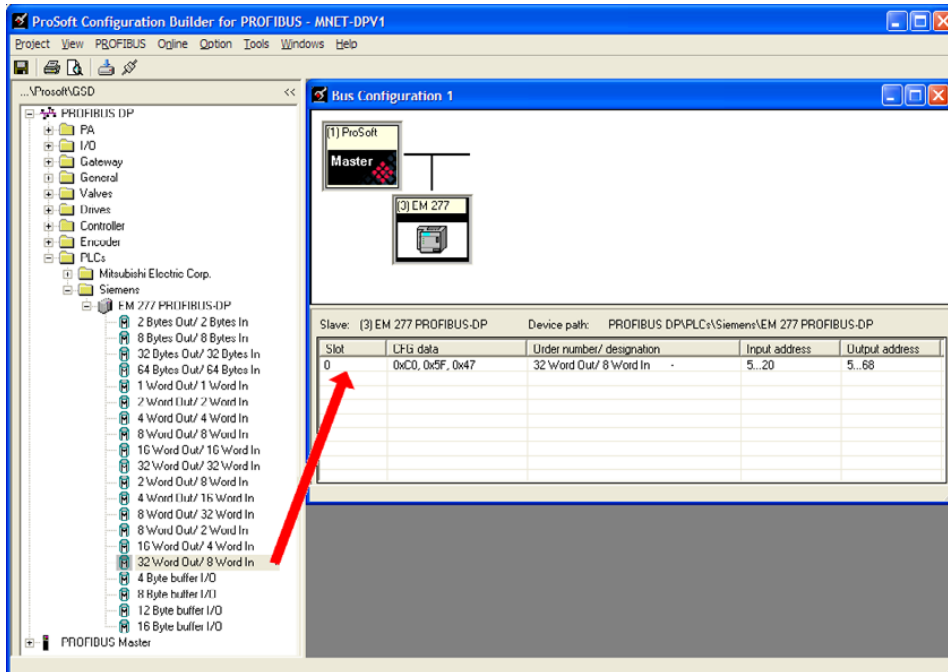 ProSoft Configuration Builder for PROFIBUS - MNET-DPV1
Project View PROFIBUS Online Option Tools Windows Help
...\Prosoft\GSD <<
PROFIBUS DP
PA
I/O
Gateway
General
Valves
Drives
Controller
Encoder
PLCs
Mitsubishi Electric Corp.
Siemens
EM 277 PROFIBUS-DP
2 Bytes Out/ 2 Bytes In
8 Bytes Out/ 8 Bytes In
32 Bytes Out/ 32 Bytes In
64 Bytes Out/ 64 Bytes In
1 Word Out/ 1 Word In
2 Word Out/ 2 Word In
4 Word Out/ 4 Word In
8 Word Out/ 8 Word In
16 Word Out/ 16 Word In
32 Word Out/ 32 Word In
2 Word Out/ 8 Word In
4 Word Out/ 16 Word In
8 Word Out/ 32 Word In
8 Word Out/ 2 Word In
16 Word Out/ 4 Word In
32 Word Out/ 8 Word In
4 Byte buffer I/O
8 Byte buffer I/O
12 Byte buffer I/O
16 Byte buffer I/O
PROFIBUS Master
Bus Configuration 1
(1) ProSoft
Master
(3) EM 277
Slave: (3) EM 277 PROFIBUS-DP Device path: PROFIBUS DP\PLCs\Siemens\EM 277 PROFIBUS-DP
Slot CFG data Order number/ designation Input address Output address
0 0xC0, 0x5F, 0x47 32 Word Out/ 8 Word In - 5...20 5...68